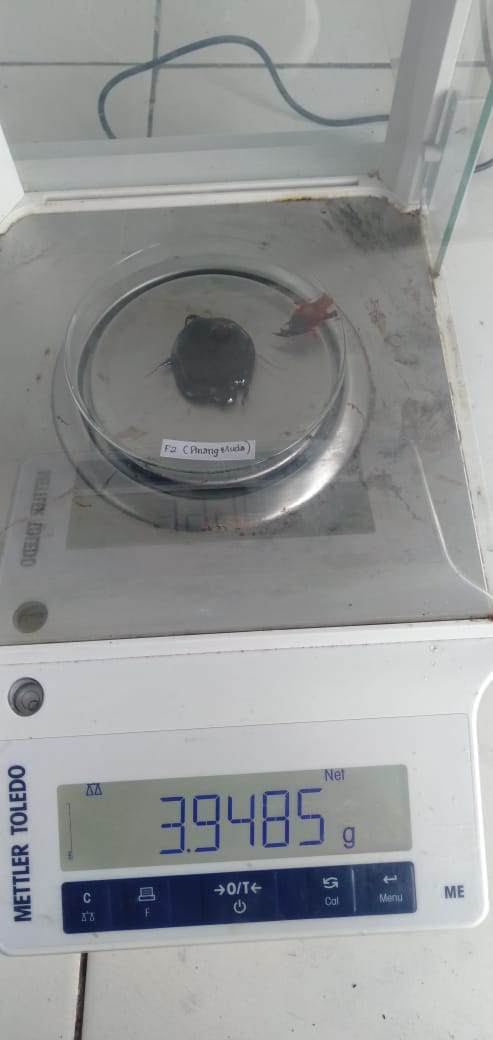 F2 (Pinang Muda)
Net
3.9485 g
METTLER TOLEDO
C
F
→0/T←
Cal
Menu
ME